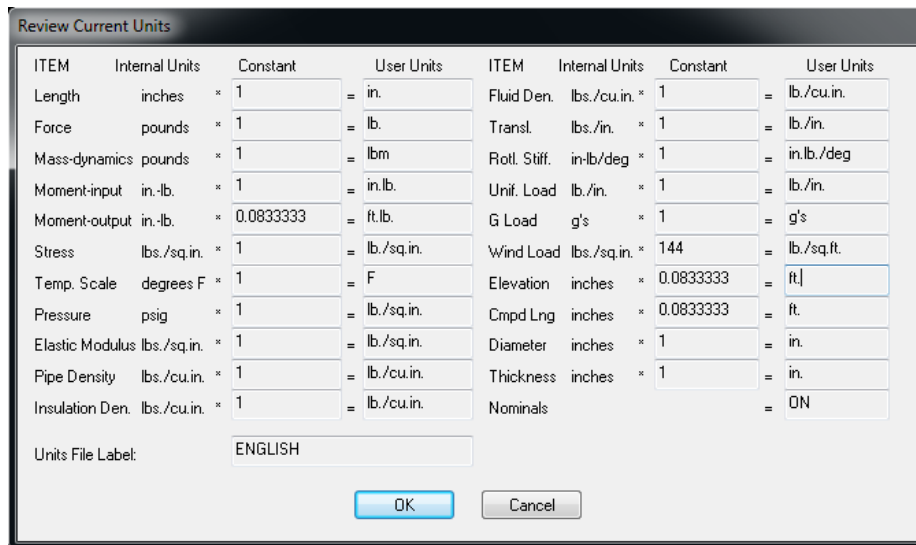 Review Current Units
ITEM Internal Units Constant User Units ITEM Internal Units Constant User Units
Length inches * 1 = in. Fluid Den. lbs./cu.in. * 1 = lb./cu.in.
Force pounds * 1 = lb. Transl. lbs./in. * 1 = lb./in.
Mass-dynamics pounds * 1 = lbm Rotl. Stiff. in-lb/deg * 1 = in.lb./deg
Moment-input in.-lb. * 1 = in.lb. Unif. Load lb./in. * 1 = lb./in.
Moment-output in.-lb. * 0.0833333 = ft.lb. G Load g's * 1 = g's
Stress lbs./sq.in. * 1 = lb./sq.in. Wind Load lbs./sq.in. * 144 = lb./sq.ft.
Temp. Scale degrees F * 1 = F Elevation inches * 0.0833333 = ft.
Pressure psig * 1 = lb./sq.in. Cmpd Lng inches * 0.0833333 = ft.
Elastic Modulus lbs./sq.in. * 1 = lb./sq.in. Diameter inches * 1 = in.
Pipe Density lbs./cu.in. * 1 = lb./cu.in. Thickness inches * 1 = in.
Insulation Den. lbs./cu.in. * 1 = lb./cu.in. Nominals = ON
Units File Label: ENGLISH
OK Cancel